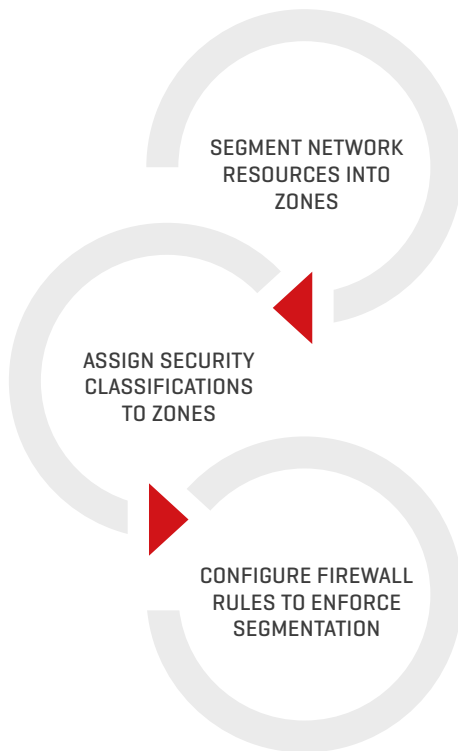 SEGMENT NETWORK
RESOURCES INTO
ZONES
ASSIGN SECURITY
CLASSIFICATIONS
TO ZONES
CONFIGURE FIREWALL
RULES TO ENFORCE
SEGMENTATION